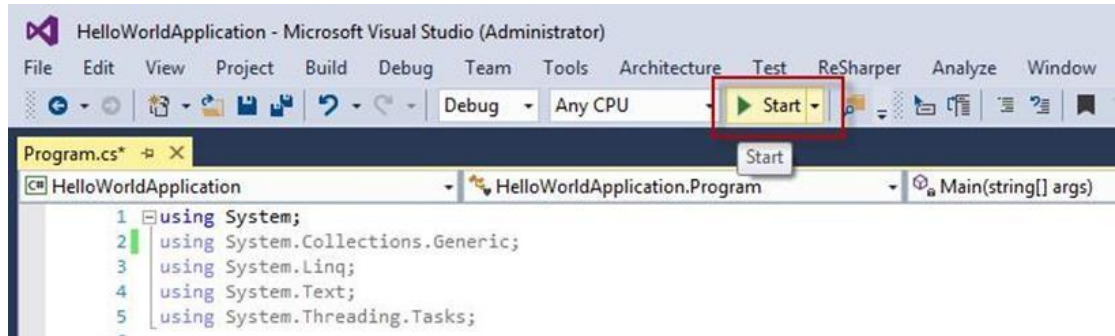 HelloWorldApplication - Microsoft Visual Studio (Administrator)
File Edit View Project Build Debug Team Tools Architecture Test ReSharper Analyze Window
Debug Any CPU Start
Program.cs*
Start
C# HelloWorldApplication HelloWorldApplication.Program Main(string[] args)
1 using System;
2 using System.Collections.Generic;
3 using System.Linq;
4 using System.Text;
5 using System.Threading.Tasks;